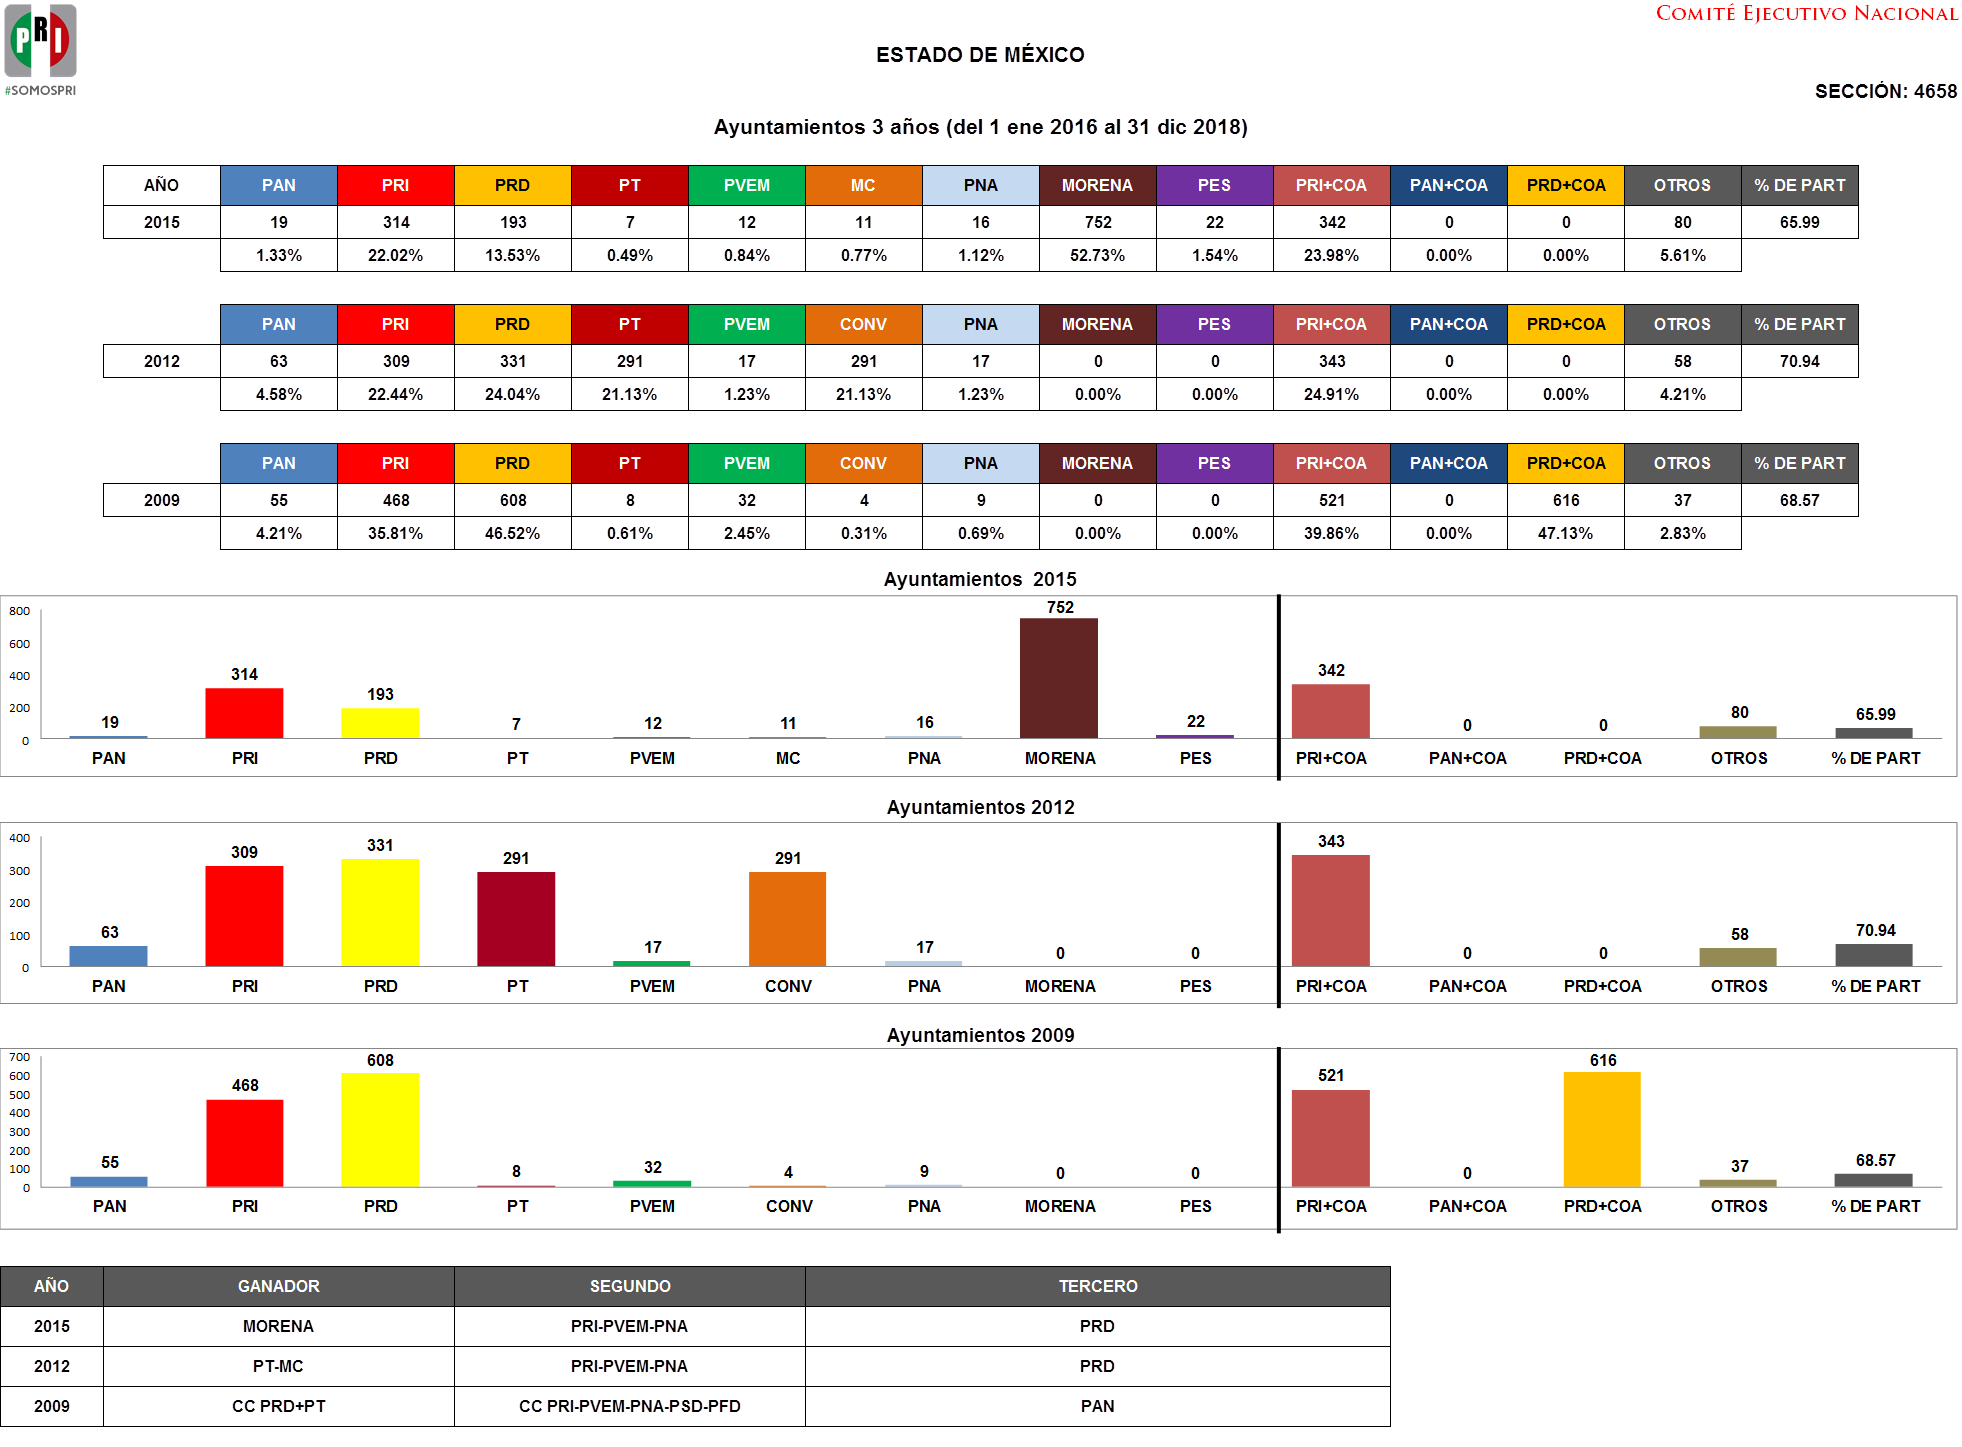 PRI
#SOMOSPRI
COMITÉ EJECUTIVO NACIONAL
ESTADO DE MÉXICO
SECCIÓN: 4658
Ayuntamientos 3 años (del 1 ene 2016 al 31 dic 2018)
AÑO PAN PRI PRD PT PVEM MC PNA MORENA PES PRI+COA PAN+COA PRD+COA OTROS % DE PART
2015 19 314 193 7 12 11 16 752 22 342 0 0 80 65.99
1.33% 22.02% 13.53% 0.49% 0.84% 0.77% 1.12% 52.73% 1.54% 23.98% 0.00% 0.00% 5.61%
PAN PRI PRD PT PVEM CONV PNA MORENA PES PRI+COA PAN+COA PRD+COA OTROS % DE PART
2012 63 309 331 291 17 291 17 0 0 343 0 0 58 70.94
4.58% 22.44% 24.04% 21.13% 1.23% 21.13% 1.23% 0.00% 0.00% 24.91% 0.00% 0.00% 4.21%
PAN PRI PRD PT PVEM CONV PNA MORENA PES PRI+COA PAN+COA PRD+COA OTROS % DE PART
2009 55 468 608 8 32 4 9 0 0 521 0 616 37 68.57
4.21% 35.81% 46.52% 0.61% 2.45% 0.31% 0.69% 0.00% 0.00% 39.86% 0.00% 47.13% 2.83%
Ayuntamientos 2015
800
600
400
200
0
19 314 193 7 12 11 16 752 22 342 0 0 80 65.99
PAN PRI PRD PT PVEM MC PNA MORENA PES PRI+COA PAN+COA PRD+COA OTROS % DE PART
Ayuntamientos 2012
400
300
200
100
0
63 309 331 291 17 291 17 0 0 343 0 0 58 70.94
PAN PRI PRD PT PVEM CONV PNA MORENA PES PRI+COA PAN+COA PRD+COA OTROS % DE PART
Ayuntamientos 2009
700
600
500
400
300
200
100
0
55 468 608 8 32 4 9 0 0 521 0 616 37 68.57
PAN PRI PRD PT PVEM CONV PNA MORENA PES PRI+COA PAN+COA PRD+COA OTROS % DE PART
AÑO GANADOR SEGUNDO TERCERO
2015 MORENA PRI-PVEM-PNA PRD
2012 PT-MC PRI-PVEM-PNA PRD
2009 CC PRD+PT CC PRI-PVEM-PNA-PSD-PFD PAN